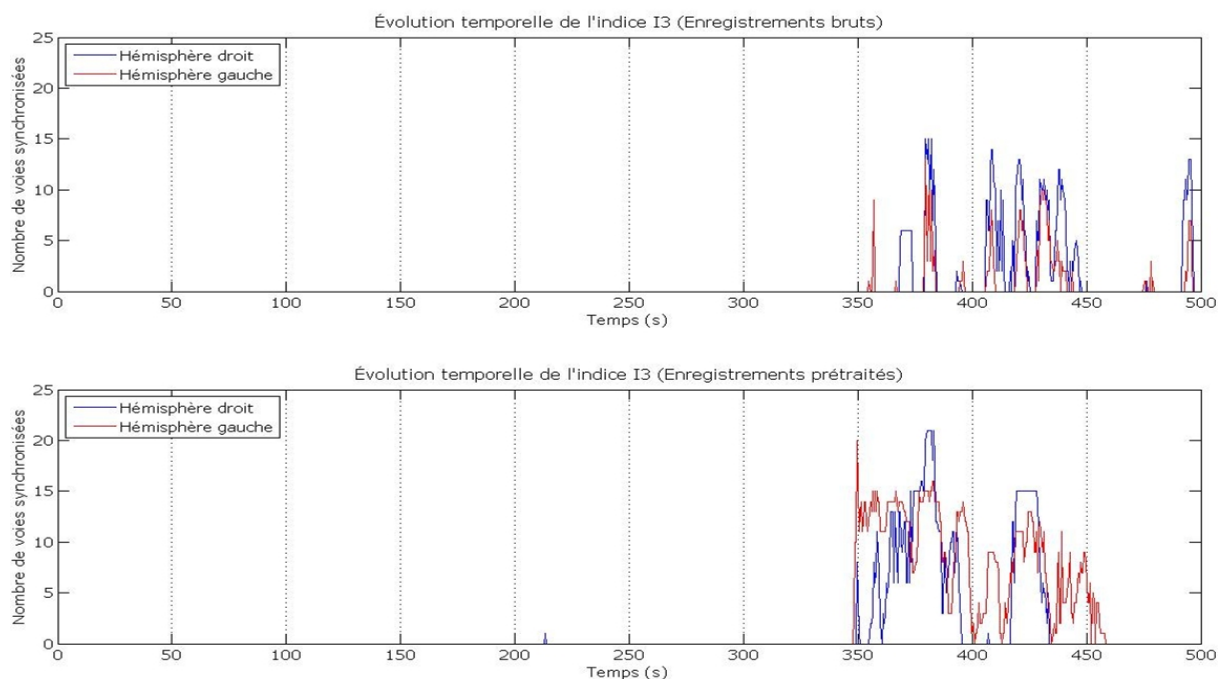 Évolution temporelle de l'indice I3 (Enregistrements bruts)
Nombre de voies synchronisées
25
20
15
10
5
0
Hémisphère droit
Hémisphère gauche
0 50 100 150 200 250 300 350 400 450 500
Temps (s)
Évolution temporelle de l'indice I3 (Enregistrements prétraités)
Nombre de voies synchronisées
25
20
15
10
5
0
Hémisphère droit
Hémisphère gauche
0 50 100 150 200 250 300 350 400 450 500
Temps (s)